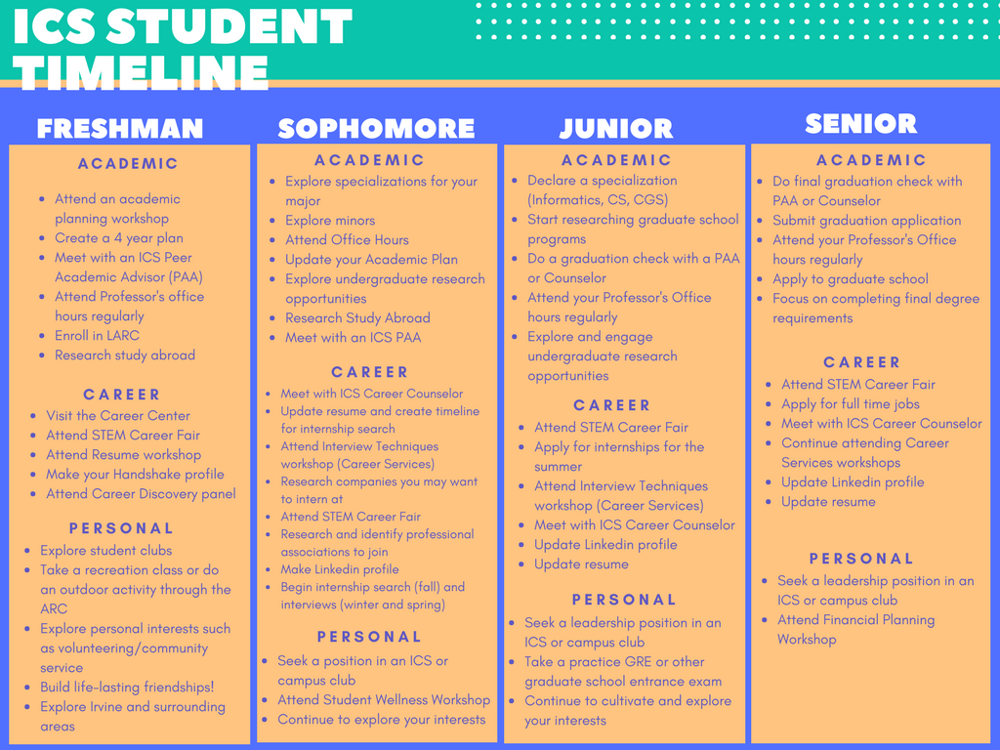 ICS STUDENT
TIMELINE
FRESHMAN
ACADEMIC
• Attend an academic
planning workshop
• Create a 4 year plan
• Meet with an ICS Peer
Academic Advisor (PAA)
• Attend Professor's office
hours regularly
• Enroll in LARC
• Research study abroad
CAREER
• Visit the Career Center
• Attend STEM Career Fair
• Attend Resume workshop
• Make your Handshake profile
• Attend Career Discovery panel
PERSONAL
• Explore student clubs
• Take a recreation class or do
an outdoor activity through the
ARC
• Explore personal interests such
as volunteering/community
service
• Build life-lasting friendships!
• Explore Irvine and surrounding
areas
SOPHOMORE
ACADEMIC
• Explore specializations for your
major
• Explore minors
• Attend Office Hours
• Update your Academic Plan
• Explore undergraduate research
opportunities
• Research Study Abroad
• Meet with an ICS PAA
CAREER
• Meet with ICS Career Counselor
• Update resume and create timeline
for internship search
• Attend Interview Techniques
workshop (Career Services)
• Research companies you may want
to intern at
• Attend STEM Career Fair
• Research and identify professional
associations to join
• Make Linkedin profile
• Begin internship search (fall) and
interviews (winter and spring)
PERSONAL
• Seek a position in an ICS or
campus club
• Attend Student Wellness Workshop
• Continue to explore your interests
JUNIOR
ACADEMIC
• Declare a specialization
(Informatics, CS, CGS)
• Start researching graduate school
programs
• Do a graduation check with a PAA
or Counselor
• Attend your Professor's Office
hours regularly
• Explore and engage
undergraduate research
opportunities
CAREER
• Attend STEM Career Fair
• Apply for internships for the
summer
• Attend Interview Techniques
workshop (Career Services)
• Meet with ICS Career Counselor
• Update Linkedin profile
• Update resume
PERSONAL
• Seek a leadership position in an
ICS or campus club
• Take a practice GRE or other
graduate school entrance exam
• Continue to cultivate and explore
your interests
SENIOR
ACADEMIC
• Do final graduation check with
PAA or Counselor
• Submit graduation application
• Attend your Professor's Office
hours regularly
• Apply to graduate school
• Focus on completing final degree
requirements
CAREER
• Attend STEM Career Fair
• Apply for full time jobs
• Meet with ICS Career Counselor
• Continue attending Career
Services workshops
• Update Linkedin profile
• Update resume
PERSONAL
• Seek a leadership position in an
ICS or campus club
• Attend Financial Planning
Workshop